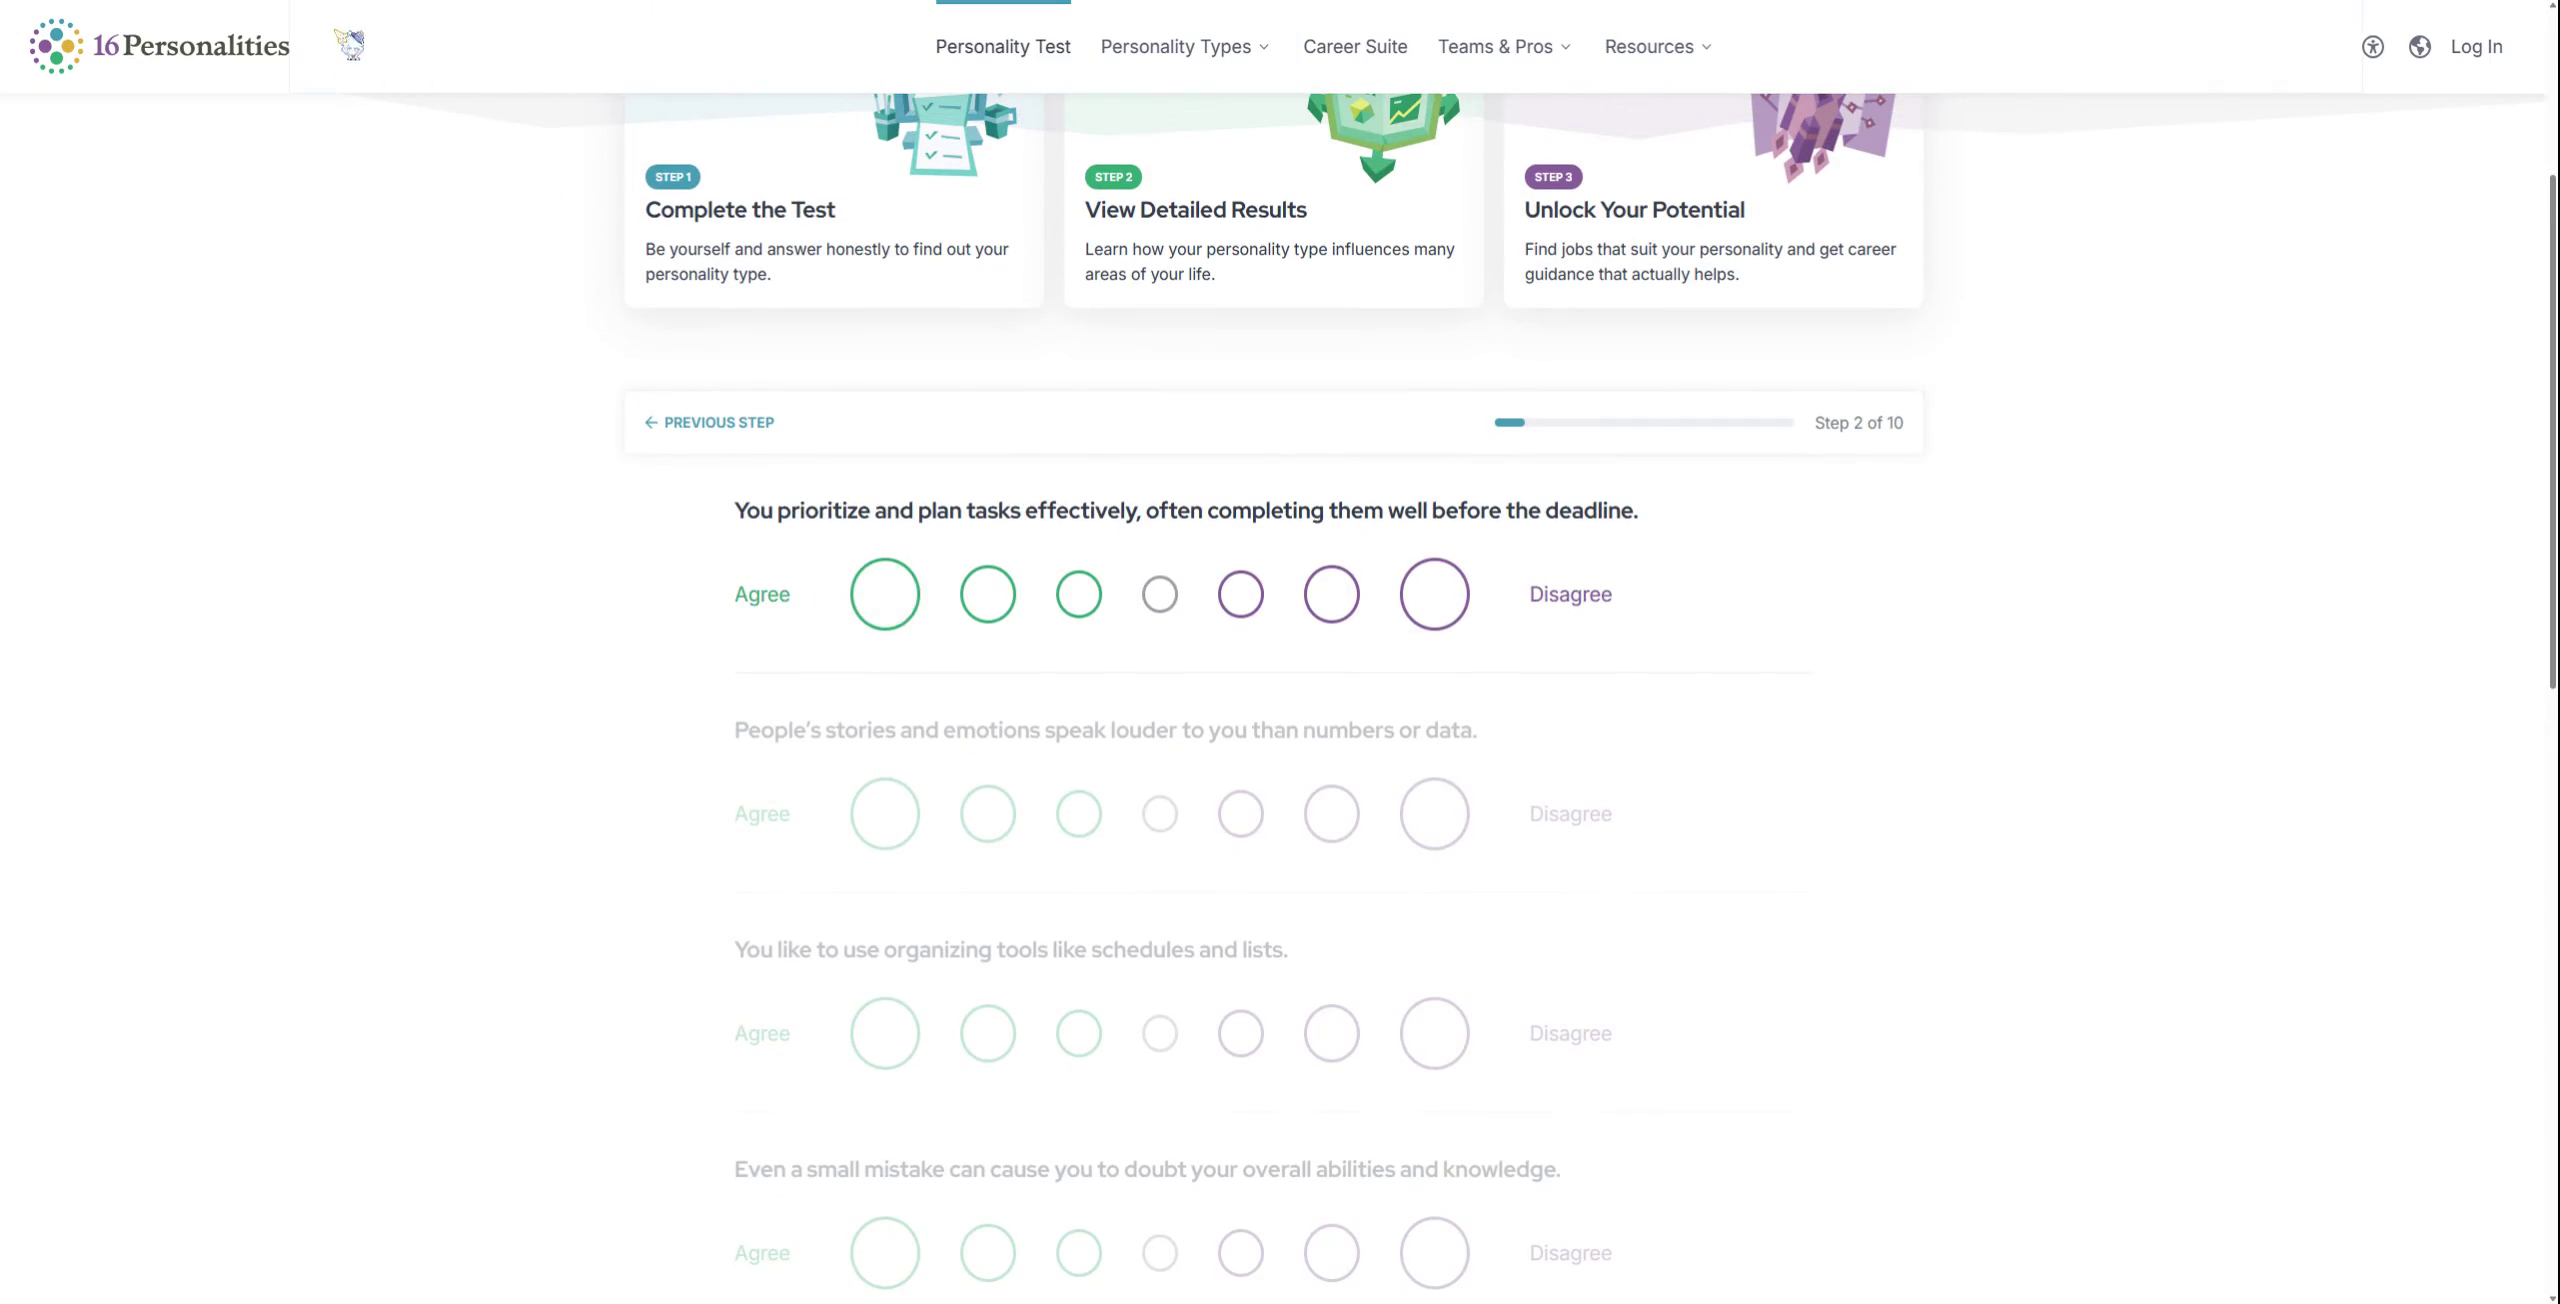 16Personalities
Personality Test
Personality Types
Career Suite
Teams & Pros
Resources
Log In
STEP 1
Complete the Test
Be yourself and answer honestly to find out your
personality type.
STEP 2
View Detailed Results
Learn how your personality type influences many
areas of your life.
STEP 3
Unlock Your Potential
Find jobs that suit your personality and get career
guidance that actually helps.
← PREVIOUS STEP
Step 2 of 10
You prioritize and plan tasks effectively, often completing them well before the deadline.
Agree
Disagree
People’s stories and emotions speak louder to you than numbers or data.
Agree
Disagree
You like to use organizing tools like schedules and lists.
Agree
Disagree
Even a small mistake can cause you to doubt your overall abilities and knowledge.
Agree
Disagree